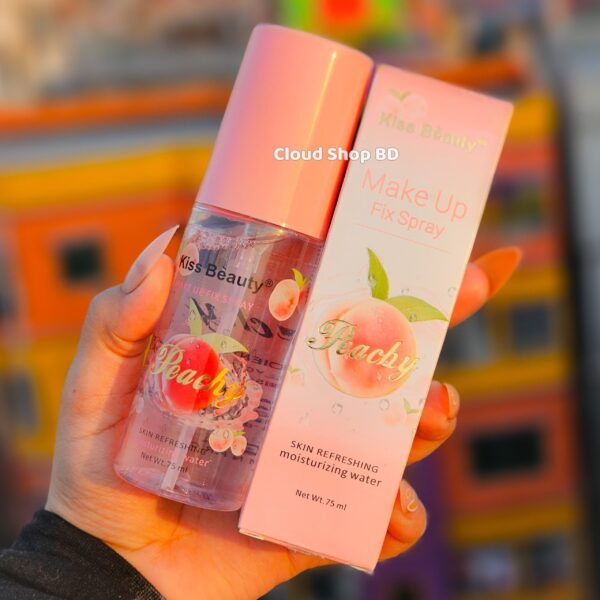 Cloud Shop BD
Kiss Beauty®
Peachy
SKIN REFRESHING
Net Wt. 75 ml
Kiss Beauty™
Make Up
Fix Spray
Peachy
SKIN REFRESHING
moisturizing water
Net Wt. 75 ml